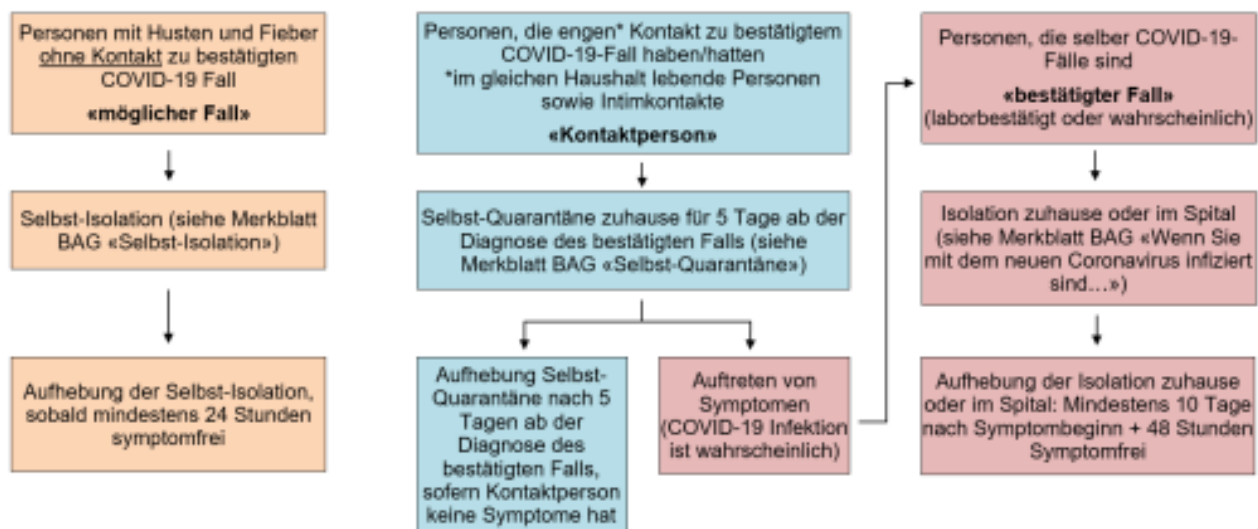 Personen mit Husten und Fieber
ohne Kontakt zu bestätigten
COVID-19 Fall
«möglicher Fall»
Selbst-Isolation (siehe Merkblatt
BAG «Selbst-Isolation»)
Aufhebung der Selbst-Isolation,
sobald mindestens 24 Stunden
symptomfrei
Personen, die engen* Kontakt zu bestätigtem
COVID-19-Fall haben/hatten
*im gleichen Haushalt lebende Personen
sowie Intimkontakte
«Kontaktperson»
Selbst-Quarantäne zuhause für 5 Tage ab der
Diagnose des bestätigten Falls (siehe
Merkblatt BAG «Selbst-Quarantäne»)
Aufhebung Selbst-
Quarantäne nach 5
Tagen ab der
Diagnose des
bestätigten Falls,
sofern Kontaktperson
keine Symptome hat
Auftreten von
Symptomen
(COVID-19 Infektion
ist wahrscheinlich)
Personen, die selber COVID-19-
Fälle sind
«bestätigter Fall»
(laborbestätigt oder wahrscheinlich)
Isolation zuhause oder im Spital
(siehe Merkblatt BAG «Wenn Sie
mit dem neuen Coronavirus infiziert
sind…»)
Aufhebung der Isolation zuhause
oder im Spital: Mindestens 10 Tage
nach Symptombeginn + 48 Stunden
Symptomfrei